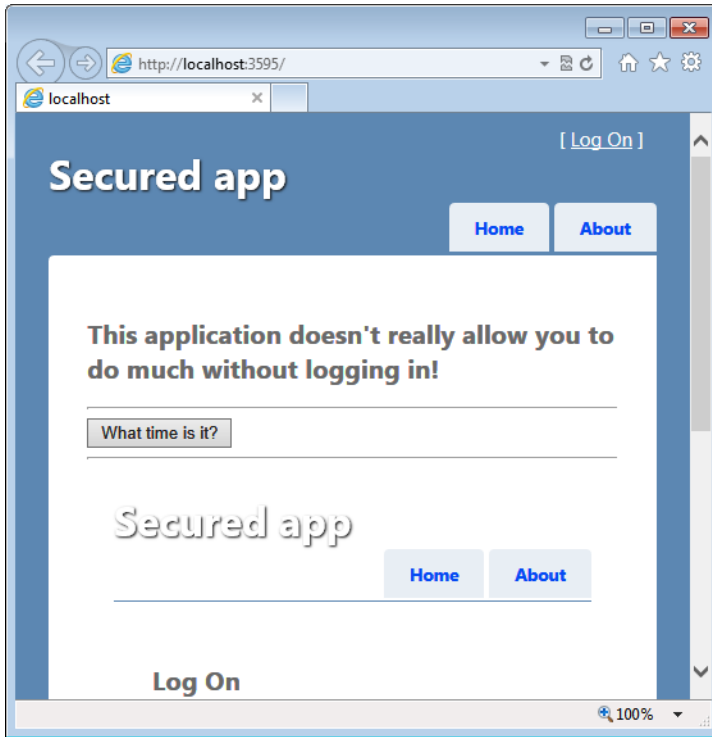 http://localhost:3595/
localhost
[ Log On ]
Secured app
Home About
This application doesn't really allow you to
do much without logging in!
What time is it?
Secured app
Home About
Log On
100%